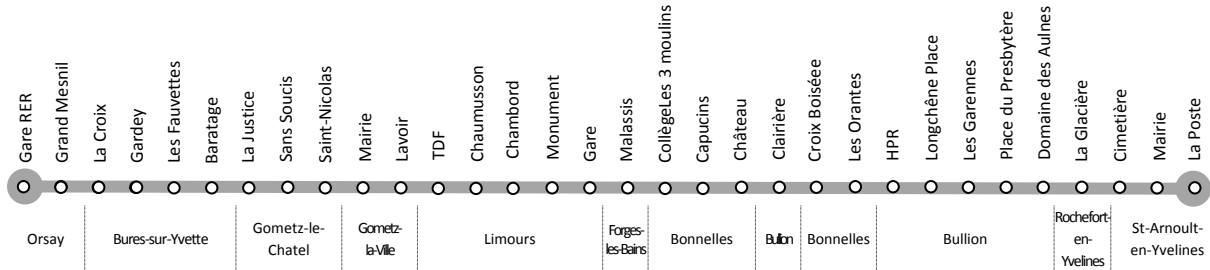 Gare RER
Grand Mesnil
La Croix
Gardey
Les Fauvettes
Baratage
La Justice
Sans Soucis
Saint-Nicolas
Mairie
Lavoir
TDF
Chaumusson
Chambord
Monument
Gare
Malassis
CollègeLes 3 moulins
Capucins
Château
Clairière
Croix Boiséee
Les Orantes
HPR
Longchêne Place
Les Garennes
Place du Presbytère
Domaine des Aulnes
La Glacière
Cimetière
Mairie
La Poste
Orsay
Bures-sur-Yvette
Gometz-le-
Chatel
Gometz-
la-Ville
Limours
Forges-
les-Bains
Bonnelles
Bullion
Bonnelles
Bullion
Rochefort-
en-
Yvelines
St-Arnoult-
en-Yvelines